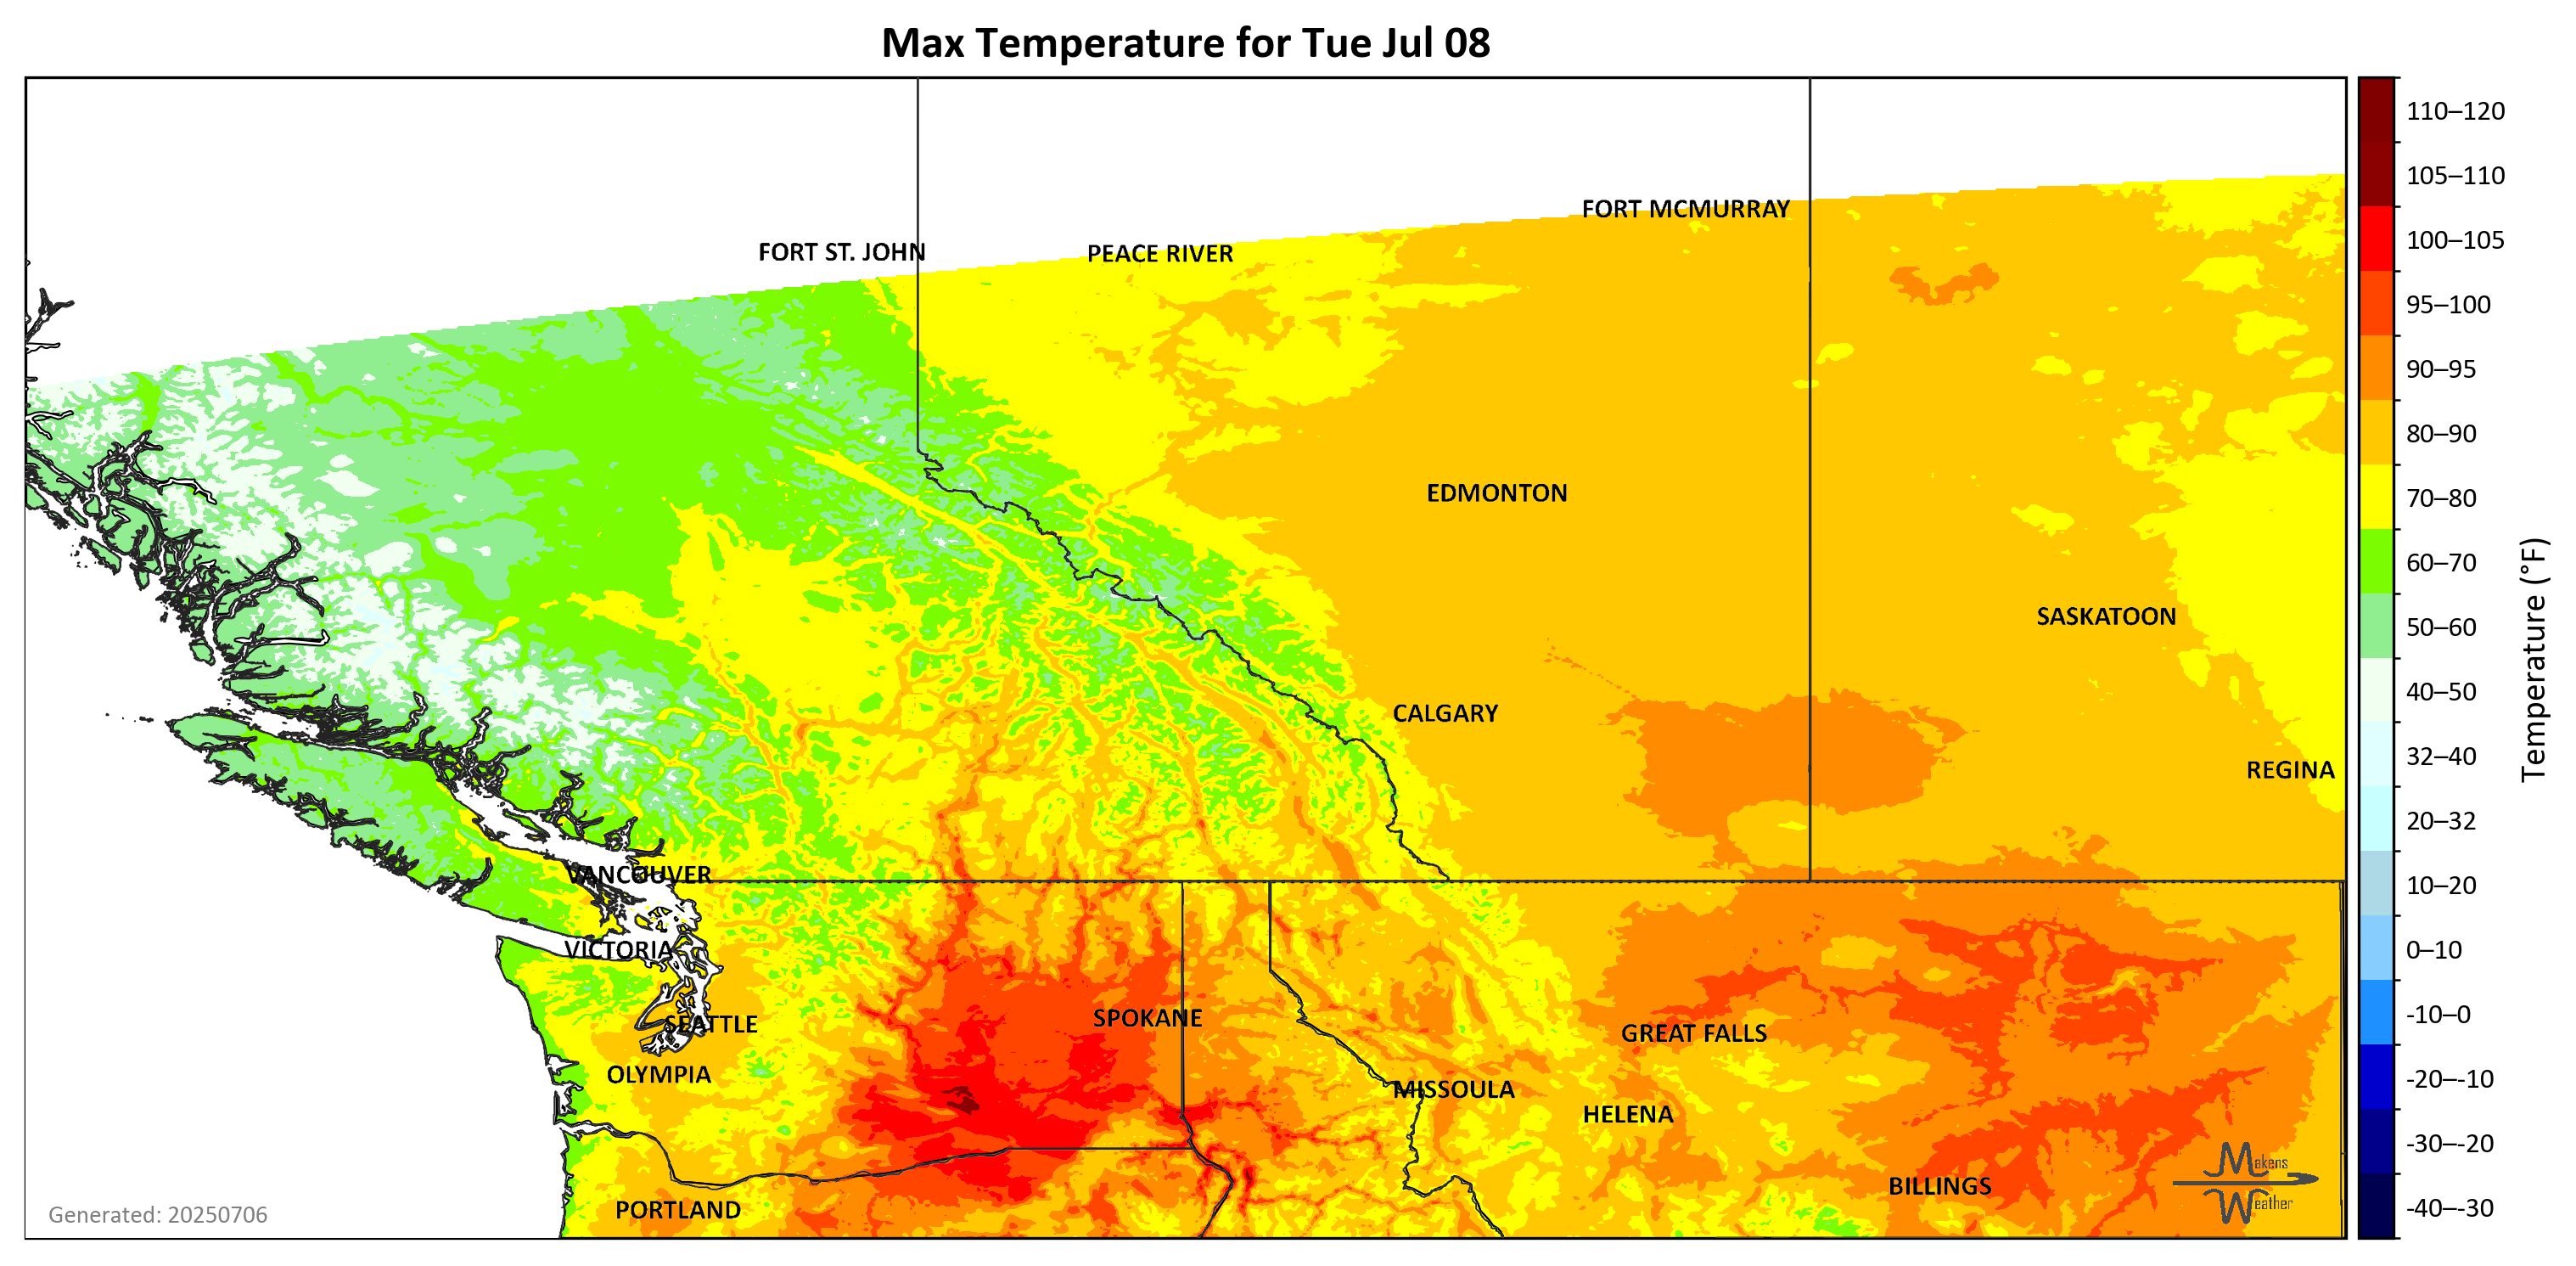 Max Temperature for Tue Jul 08
110–120
105–110
FORT MCMURRAY
100–105
FORT ST. JOHN
PEACE RIVER
95–100
90–95
80–90
EDMONTON
70–80
60–70
SASKATOON
50–60
40–50
CALGARY
32–40
REGINA
Temperature (°F)
20–32
VANCOUVER
10–20
VICTORIA
0–10
-10–0
SPOKANE
SEATTLE
GREAT FALLS
OLYMPIA
-20–-10
MISSOULA
HELENA
-30–-20
Makens
Weather
BILLINGS
PORTLAND
-40–-30
Generated: 20250706